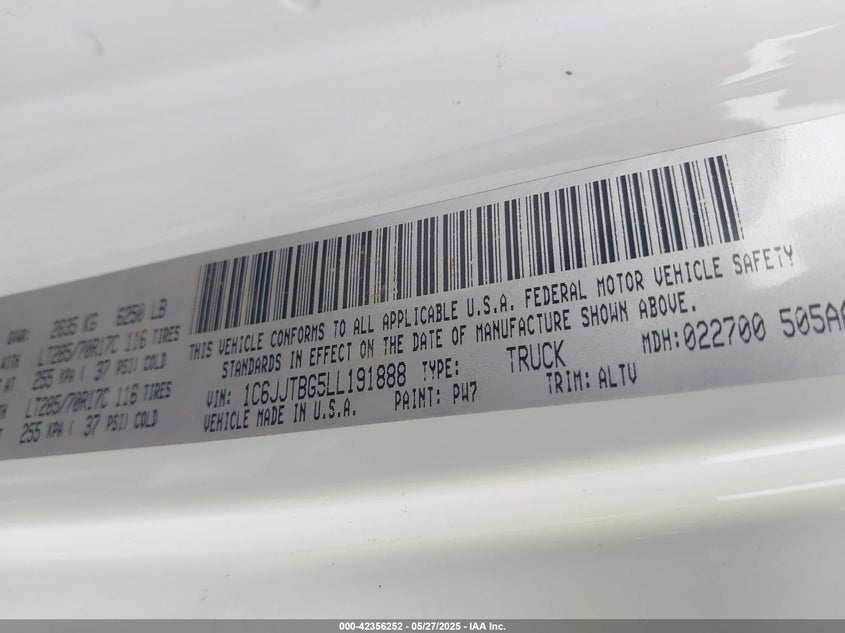 GVWR: 2835 KG 6250 LB
WITH LT285/70R17C 116 TIRES
AT 255 KPA ( 37 PSI) COLD
LT285/70R17C 116 TIRES
255 KPA ( 37 PSI) COLD
THIS VEHICLE CONFORMS TO ALL APPLICABLE U.S.A. FEDERAL MOTOR VEHICLE SAFETY
STANDARDS IN EFFECT ON THE DATE OF MANUFACTURE SHOWN ABOVE.
VIN: 1C6JJTBG5LL191888 TYPE: TRUCK MDH: 022700 505A
VEHICLE MADE IN U.S.A. PAINT: PW7 TRIM: ALTV
000-42356252 — 05/27/2025 - IAA Inc.